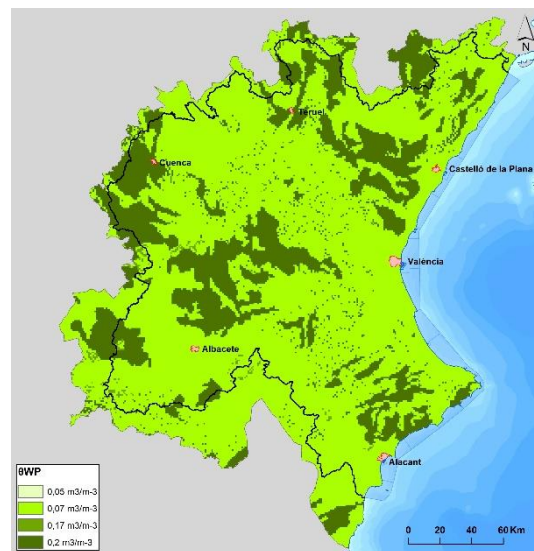 N
Teruel
Cuenca
Castelló de la Plana
València
Albacete
Alacant
θWP
0,05 m3/m-3
0,07 m3/m-3
0,17 m3/m-3
0,2 m3/m-3
0 20 40 60 Km